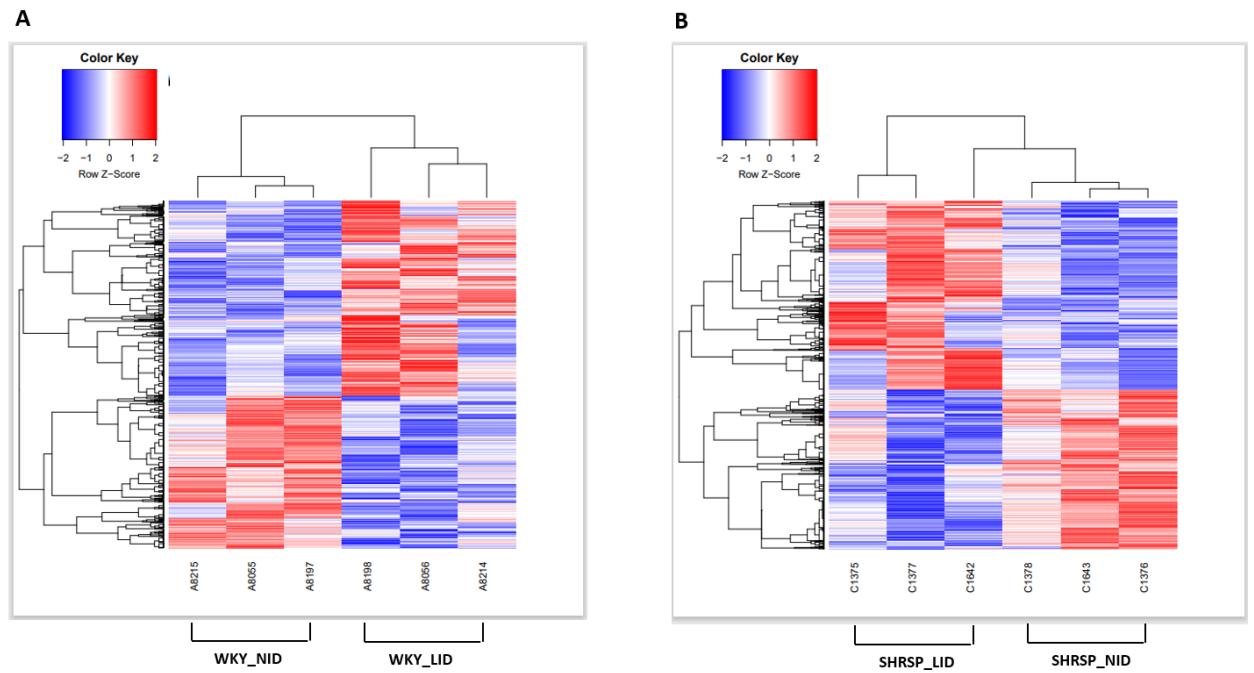 A
Color Key
−2 −1 0 1 2
Row Z-Score
A8215 A8055 A8197 A8198 A8056 A8214
WKY_NID WKY_LID
B
Color Key
−2 −1 0 1 2
Row Z-Score
C1375 C1377 C1642 C1378 C1643 C1376
SHRSP_LID SHRSP_NID